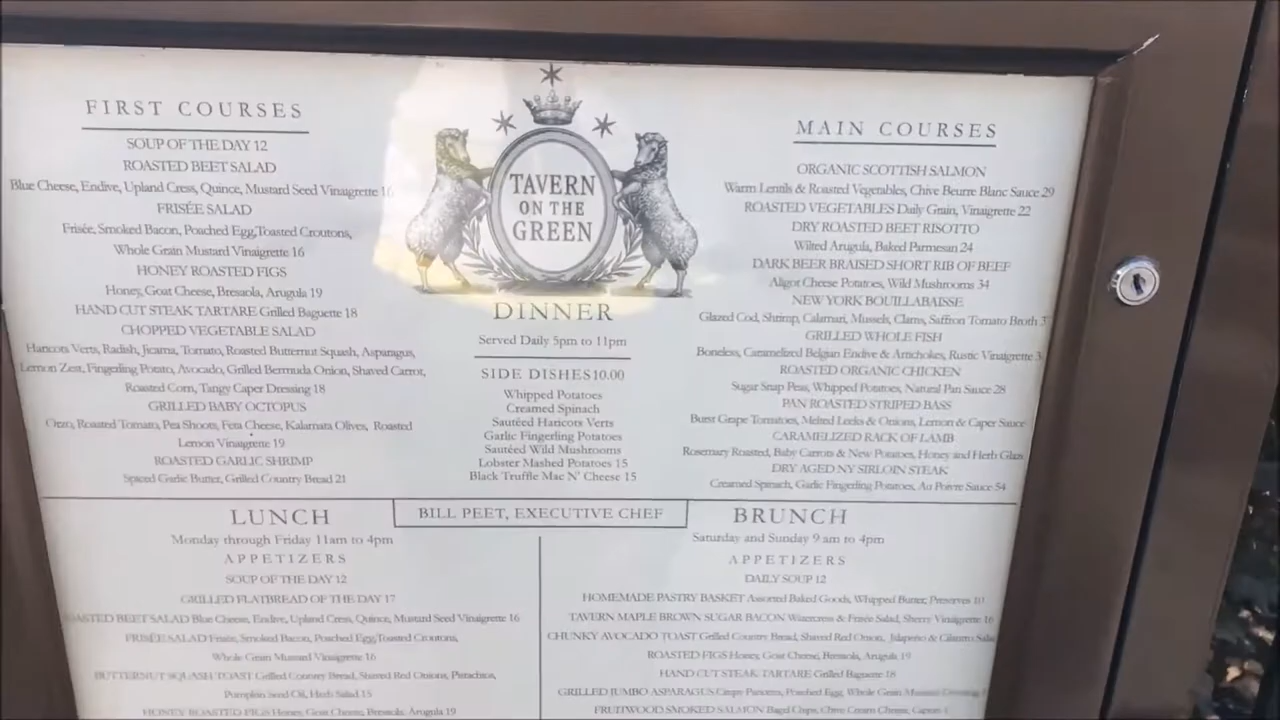 FIRST COURSES
SOUP OF THE DAY 12
ROASTED BEET SALAD
Blue Cheese, Endive, Upland Cress, Quince, Mustard Seed Vinaigrette 16
FRISÉE SALAD
Frisée, Smoked Bacon, Poached Egg,Toasted Croutons,
Whole Grain Mustard Vinaigrette 16
HONEY ROASTED FIGS
Honey, Goat Cheese, Bresaola, Arugula 19
HAND CUT STEAK TARTARE Grilled Baguette 18
CHOPPED VEGETABLE SALAD
Haricots Verts, Radish, Jicama, Tomato, Roasted Butternut Squash, Asparagus,
Lemon Zest, Fingerling Potato, Avocado, Grilled Bermuda Onion, Shaved Carrot,
Roasted Corn, Tangy Caper Dressing 18
GRILLED BABY OCTOPUS
Orzo, Roasted Tomato, Pea Shoots, Feta Cheese, Kalamata Olives, Roasted
Lemon Vinaigrette 19
ROASTED GARLIC SHRIMP
Spiced Garlic Butter, Grilled Country Bread 21
TAVERN
ON THE
GREEN
DINNER
Served Daily 5pm to 11pm
SIDE DISHES10.00
Whipped Potatoes
Creamed Spinach
Sautéed Haricots Verts
Garlic Fingerling Potatoes
Sautéed Wild Mushrooms
Lobster Mashed Potatoes 15
Black Truffle Mac N' Cheese 15
MAIN COURSES
ORGANIC SCOTTISH SALMON
Warm Lentils & Roasted Vegetables, Chive Beurre Blanc Sauce 29
ROASTED VEGETABLES Daily Grain, Vinaigrette 22
DRY ROASTED BEET RISOTTO
Wilted Arugula, Baked Parmesan 24
DARK BEER BRAISED SHORT RIB OF BEEF
Aligot Cheese Potatoes, Wild Mushrooms 34
NEW YORK BOUILLABAISSE
Glazed Cod, Shrimp, Calamari, Mussels, Clams, Saffron Tomato Broth
GRILLED WHOLE FISH
Boneless, Caramelized Belgian Endive & Artichokes, Rustic Vinaigrette
ROASTED ORGANIC CHICKEN
Sugar Snap Peas, Whipped Potatoes, Natural Pan Sauce 28
PAN ROASTED STRIPED BASS
Burst Grape Tomatoes, Melted Leeks & Onions, Lemon & Caper Sauce
CARAMELIZED RACK OF LAMB
Rosemary Roasted, Baby Carrots & New Potatoes, Honey and Herb
DRY AGED NY SIRLOIN STEAK
Creamed Spinach, Garlic Fingerling Potatoes, Au Poivre Sauce 54
BILL PEET, EXECUTIVE CHEF
LUNCH
Monday through Friday 11am to 4pm
APPETIZERS
SOUP OF THE DAY 12
GRILLED FLATBREAD OF THE DAY 17
ROASTED BEET SALAD Blue Cheese, Endive, Upland Cress, Quince, Mustard Seed Vinaigrette 16
FRISÉE SALAD Frisée, Smoked Bacon, Poached Egg,Toasted Croutons,
Whole Grain Mustard Vinaigrette 16
BUTTERNUT SQUASH TOAST Grilled Country Bread, Shaved Red Onions, Pistachios,
Pumpkin Seed Oil, Herb Salad 15
HONEY ROASTED FIGS Honey, Goat Cheese, Bresaola, Arugula 19
BRUNCH
Saturday and Sunday 9 am to 4pm
APPETIZERS
DAILY SOUP 12
HOMEMADE PASTRY BASKET Assorted Baked Goods, Whipped Butter, Preserves 10
TAVERN MAPLE BROWN SUGAR BACON Watercress & Frisée Salad, Sherry Vinaigrette 16
CHUNKY AVOCADO TOAST Grilled Country Bread, Shaved Red Onion, Jalapeño & Cilantro
ROASTED FIGS Honey, Goat Cheese, Bresaola, Arugula 19
HAND CUT STEAK TARTARE Grilled Baguette 18
GRILLED JUMBO ASPARAGUS Crispy Pancetta, Poached Egg, Whole Grain Mustard
FRUITWOOD SMOKED SALMON Bagel Chips, Chive Cream Cheese,